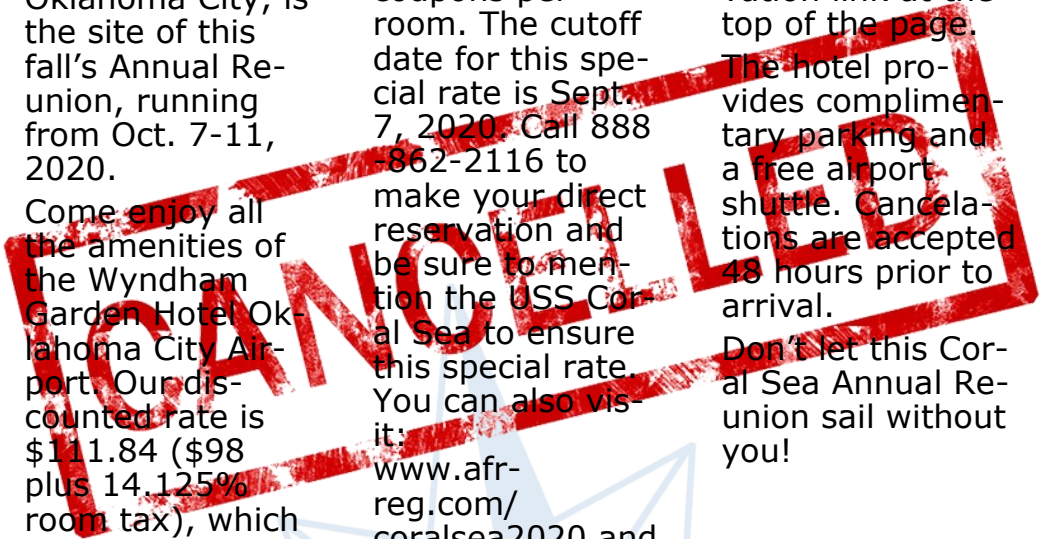 Oklahoma City, is
the site of this
fall's Annual Re-
union, running
from Oct. 7-11,
2020.
Come enjoy all
the amenities of
the Wyndham
Garden Hotel Ok-
lahoma City Air-
port. Our dis-
counted rate is
$111.84 ($98
plus 14.125%
room tax), which
coupons per
room. The cutoff
date for this spe-
cial rate is Sept.
7, 2020. Call 888
-862-2116 to
make your direct
reservation and
be sure to men-
tion the USS Cor-
al Sea to ensure
this special rate.
You can also vis-
it:
www.afr-
reg.com/
coralsea2020 and
vation link at the
top of the page.
The hotel pro-
vides complimen-
tary parking and
a free airport
shuttle. Cancela-
tions are accepted
48 hours prior to
arrival.
Don't let this Cor-
al Sea Annual Re-
union sail without
you!
CANCELLED